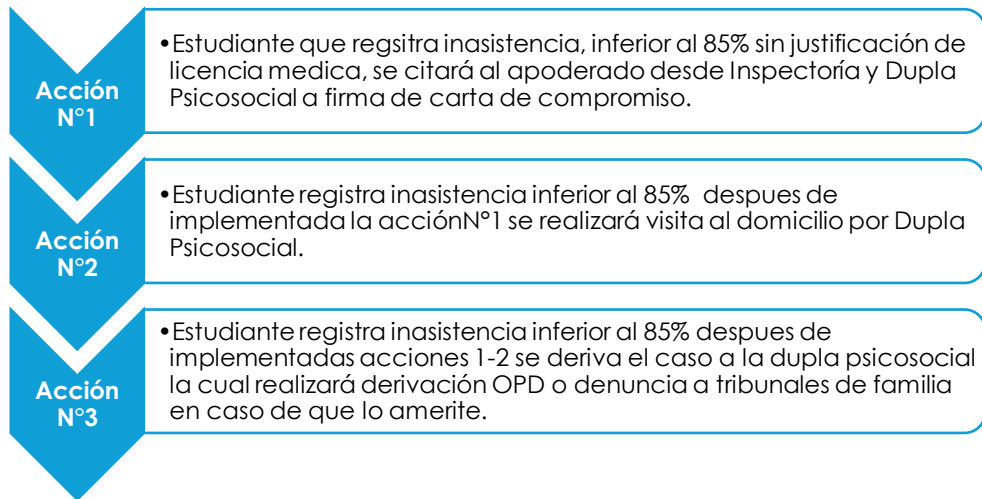 Acción
N°1
•Estudiante que regsitra inasistencia, inferior al 85% sin justificación de
licencia medica, se citará al apoderado desde Inspectoría y Dupla
Psicosocial a firma de carta de compromiso.
Acción
N°2
•Estudiante registra inasistencia inferior al 85% despues de
implementada la acciónN°1 se realizará visita al domicilio por Dupla
Psicosocial.
Acción
N°3
•Estudiante registra inasistencia inferior al 85% despues de
implementadas acciones 1-2 se deriva el caso a la dupla psicosocial
la cual realizará derivación OPD o denuncia a tribunales de familia
en caso de que lo amerite.